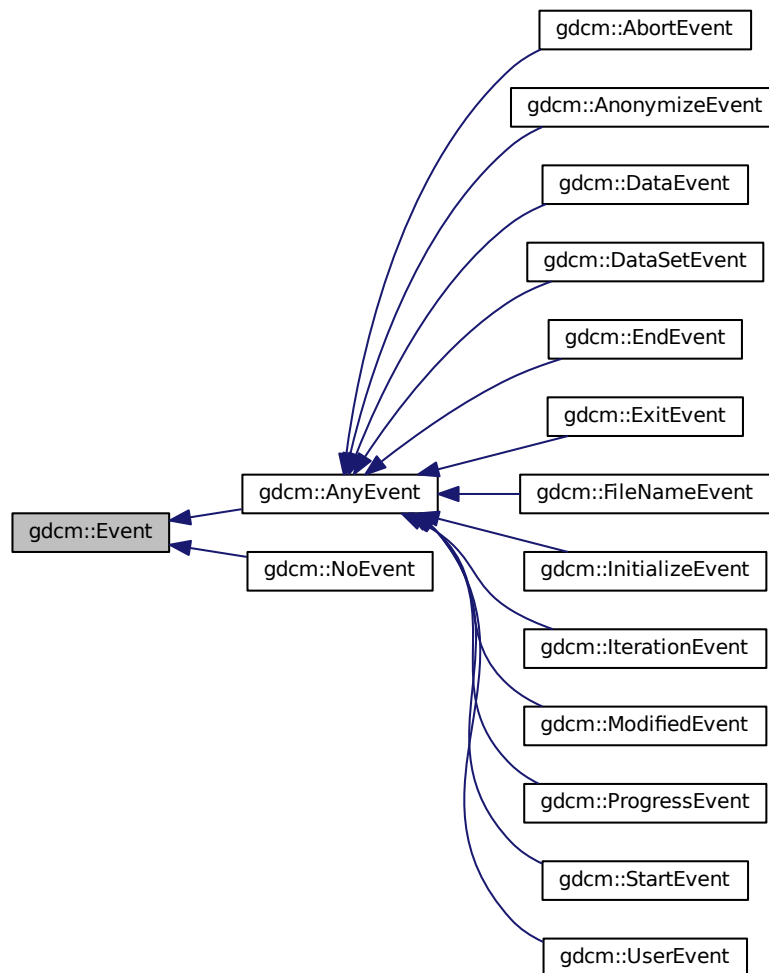 gdcm::AbortEvent
gdcm::AnonymizeEvent
gdcm::DataEvent
gdcm::DataSetEvent
gdcm::EndEvent
gdcm::ExitEvent
gdcm::AnyEvent
gdcm::FileNameEvent
gdcm::Event
gdcm::NoEvent
gdcm::InitializeEvent
gdcm::IterationEvent
gdcm::ModifiedEvent
gdcm::ProgressEvent
gdcm::StartEvent
gdcm::UserEvent